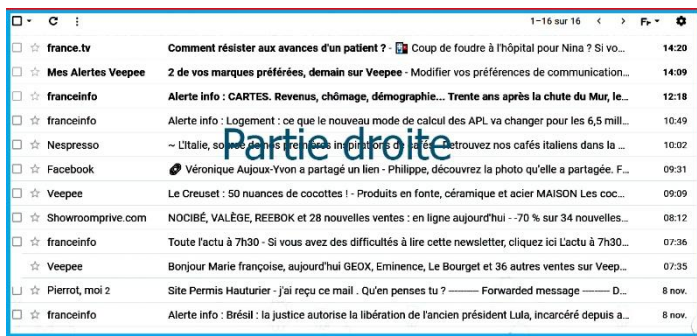 1–16 sur 16 < > Fr
france.tv Comment résister aux avances d'un patient ? - Coup de foudre à l'hôpital pour Nina ? Si vo... 14:20
Mes Alertes Veepee 2 de vos marques préférées, demain sur Veepee - Modifier vos préférences de communication... 14:09
franceinfo Alerte info : CARTES. Revenus, chômage, démographie... Trente ans après la chute du Mur, le... 12:18
franceinfo Alerte info : Logement : ce que le nouveau mode de calcul des APL va changer pour les 6,5 mill... 10:49
Partie droite
Nespresso ~ L'Italie, source de nos premières inspirations de cafés - Retrouvez nos cafés italiens dans la ... 10:02
Facebook Véronique Aujoux-Yvon a partagé un lien - Philippe, découvrez la photo qu'elle a partagée. F... 09:31
Veepee Le Creuset : 50 nuances de cocottes ! - Produits en fonte, céramique et acier MAISON Les coc... 09:09
Showroomprive.com NOCIBÉ, VALÈGE, REEBOK et 28 nouvelles ventes : en ligne aujourd'hui - -70 % sur 34 nouvelles... 08:12
franceinfo Toute l'actu à 7h30 - Si vous avez des difficultés à lire cette newsletter, cliquez ici L'actu à 7h30... 07:36
Veepee Bonjour Marie françoise, aujourd'hui GEOX, Eminence, Le Bourget et 36 autres ventes sur Veep... 07:35
Pierrot, moi 2 Site Permis Hauturier - j'ai reçu ce mail . Qu'en penses tu ? ---------- Forwarded message --------- D... 8 nov.
franceinfo Alerte info : Brésil : la justice autorise la libération de l'ancien président Lula, incarcéré depuis a... 8 nov.